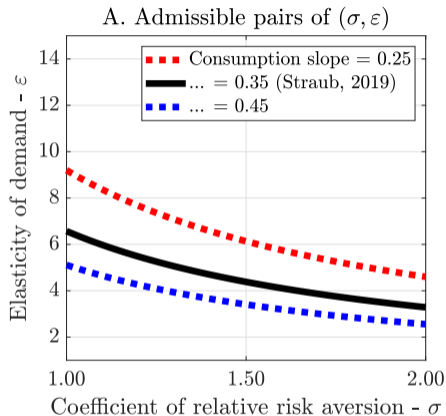 A. Admissible pairs of (σ, ε)
Consumption slope = 0.25
... = 0.35 (Straub, 2019)
... = 0.45
Elasticity of demand - ε
14
12
10
8
6
4
2
1.00 1.50 2.00
Coefficient of relative risk aversion - σ